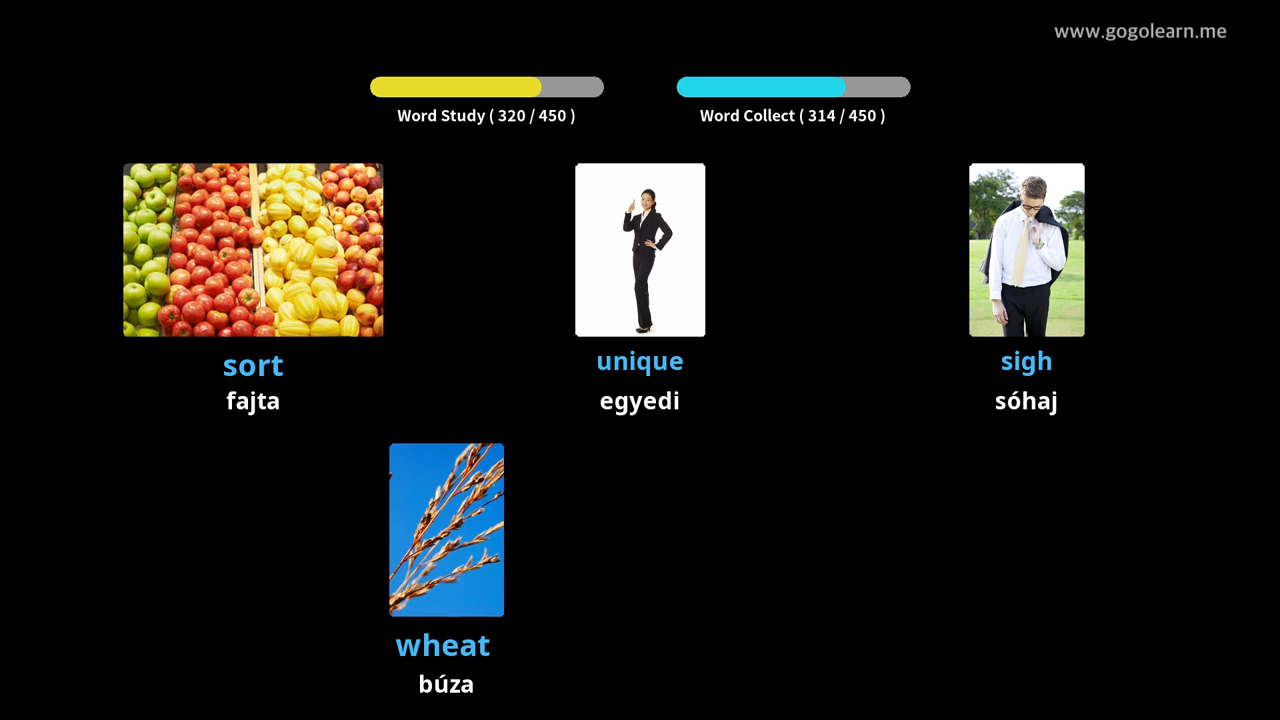 www.gogolearn.me
Word Study ( 320 / 450 )
Word Collect ( 314 / 450 )
sort
fajta
unique
egyedi
sigh
sóhaj
wheat
búza